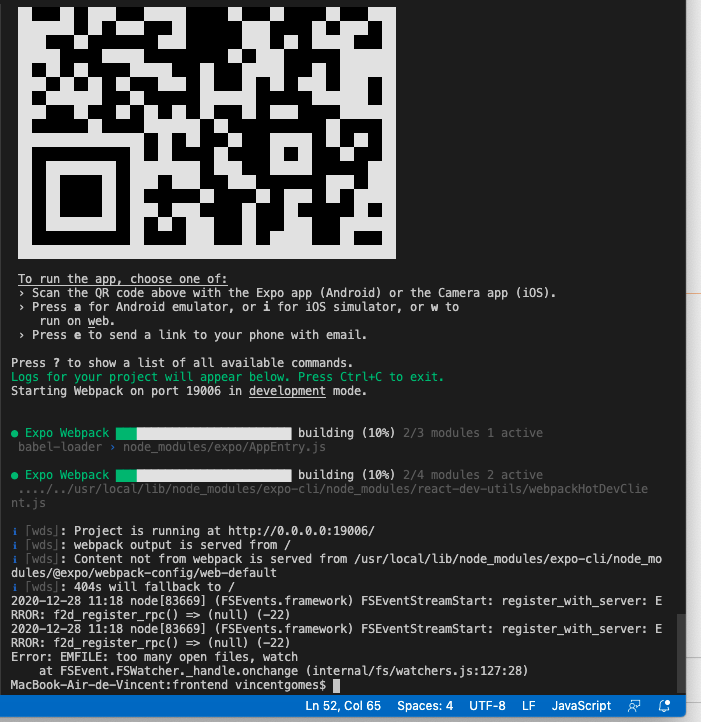 To run the app, choose one of:
› Scan the QR code above with the Expo app (Android) or the Camera app (iOS).
› Press a for Android emulator, or i for iOS simulator, or w to
run on web.
› Press e to send a link to your phone with email.
Press ? to show a list of all available commands.
Logs for your project will appear below. Press Ctrl+C to exit.
Starting Webpack on port 19006 in development mode.
● Expo Webpack building (10%) 2/3 modules 1 active
babel-loader › node_modules/expo/AppEntry.js
● Expo Webpack building (10%) 2/4 modules 2 active
..../../usr/local/lib/node_modules/expo-cli/node_modules/react-dev-utils/webpackHotDevClie
nt.js
ℹ ｢wds｣: Project is running at http://0.0.0.0:19006/
ℹ ｢wds｣: webpack output is served from /
ℹ ｢wds｣: Content not from webpack is served from /usr/local/lib/node_modules/expo-cli/node_mo
dules/@expo/webpack-config/web-default
ℹ ｢wds｣: 404s will fallback to /
2020-12-28 11:18 node[83669] (FSEvents.framework) FSEventStreamStart: register_with_server: E
RROR: f2d_register_rpc() => (null) (-22)
2020-12-28 11:18 node[83669] (FSEvents.framework) FSEventStreamStart: register_with_server: E
RROR: f2d_register_rpc() => (null) (-22)
Error: EMFILE: too many open files, watch
at FSEvent.FSWatcher._handle.onchange (internal/fs/watchers.js:127:28)
MacBook-Air-de-Vincent:frontend vincentgomes$
Ln 52, Col 65 Spaces: 4 UTF-8 LF JavaScript